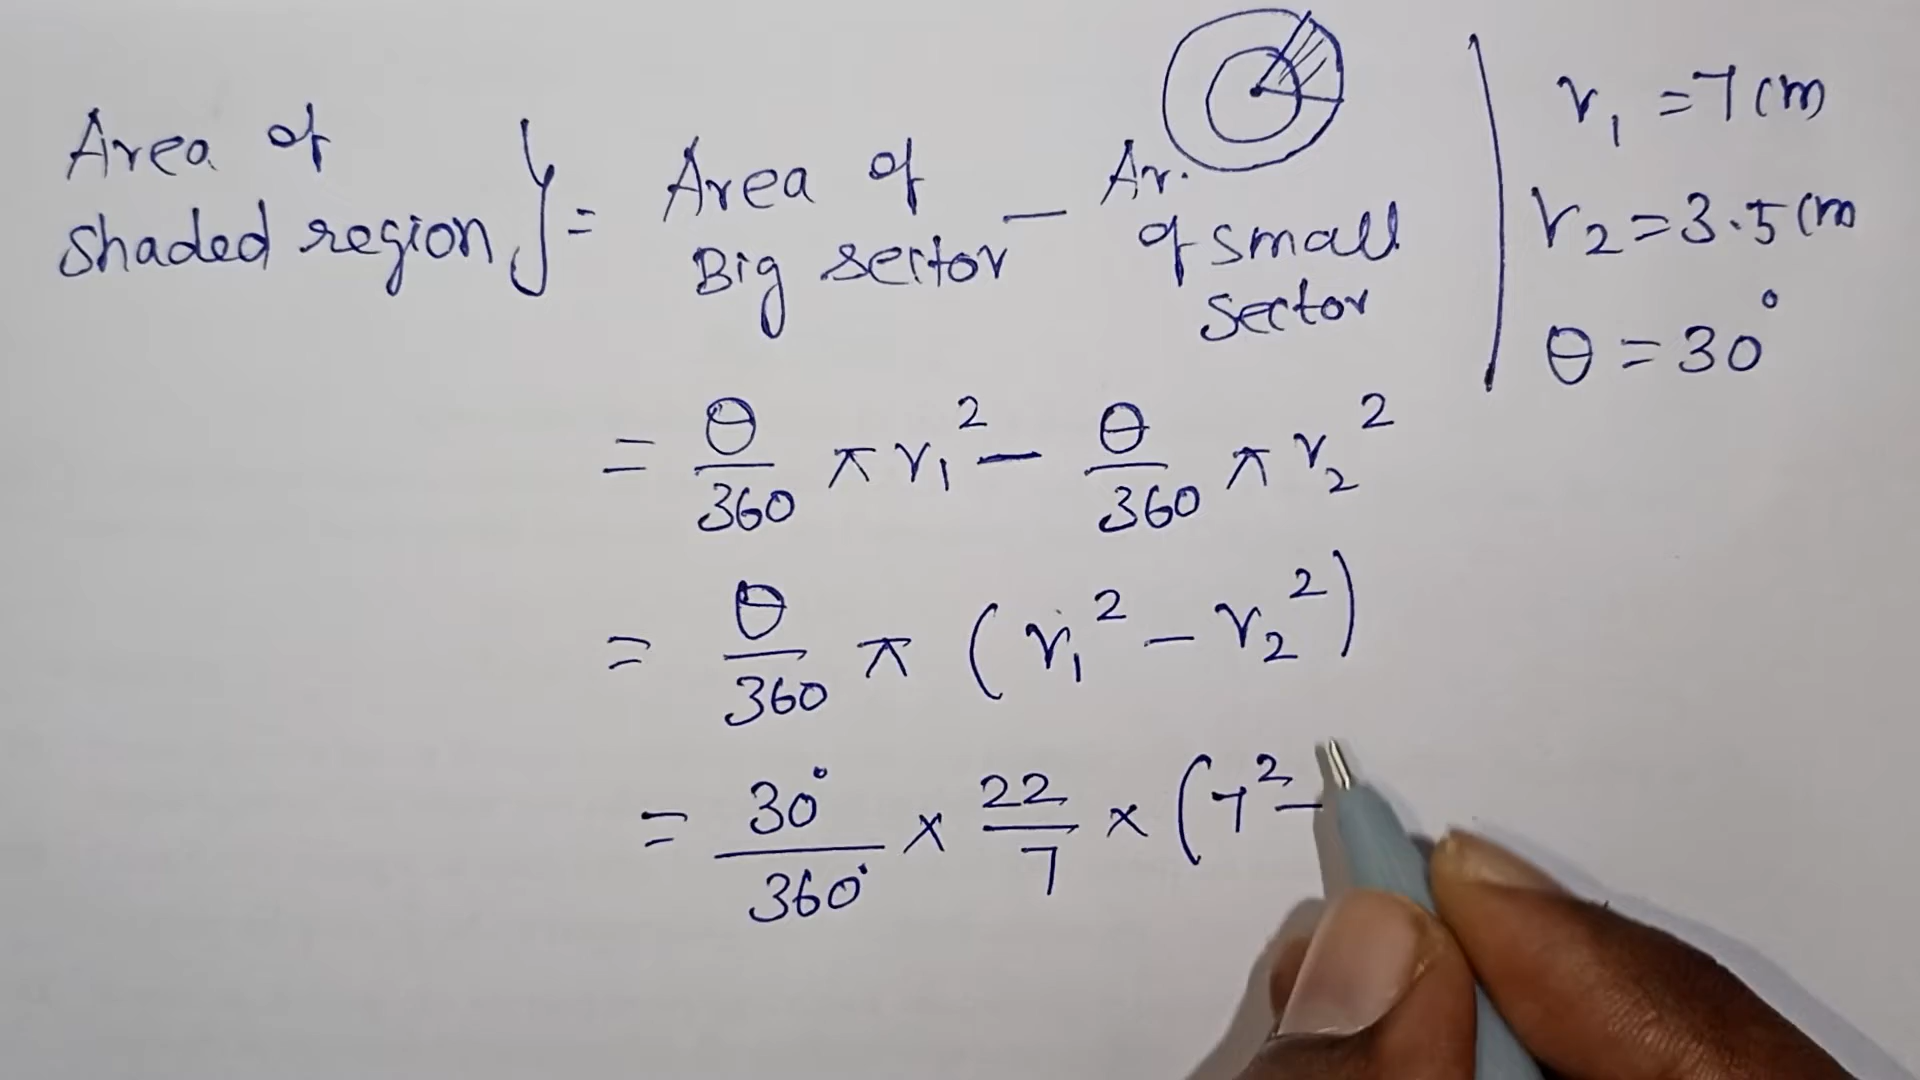 Area of shaded region } = Area of Big sector - Ar. of small sector
= θ/360 π r₁² - θ/360 π r₂²
= θ/360 π (r₁² - r₂²)
= 30°/360° × 22/7 × (7² -
r₁ = 7 cm
r₂ = 3.5 cm
θ = 30°